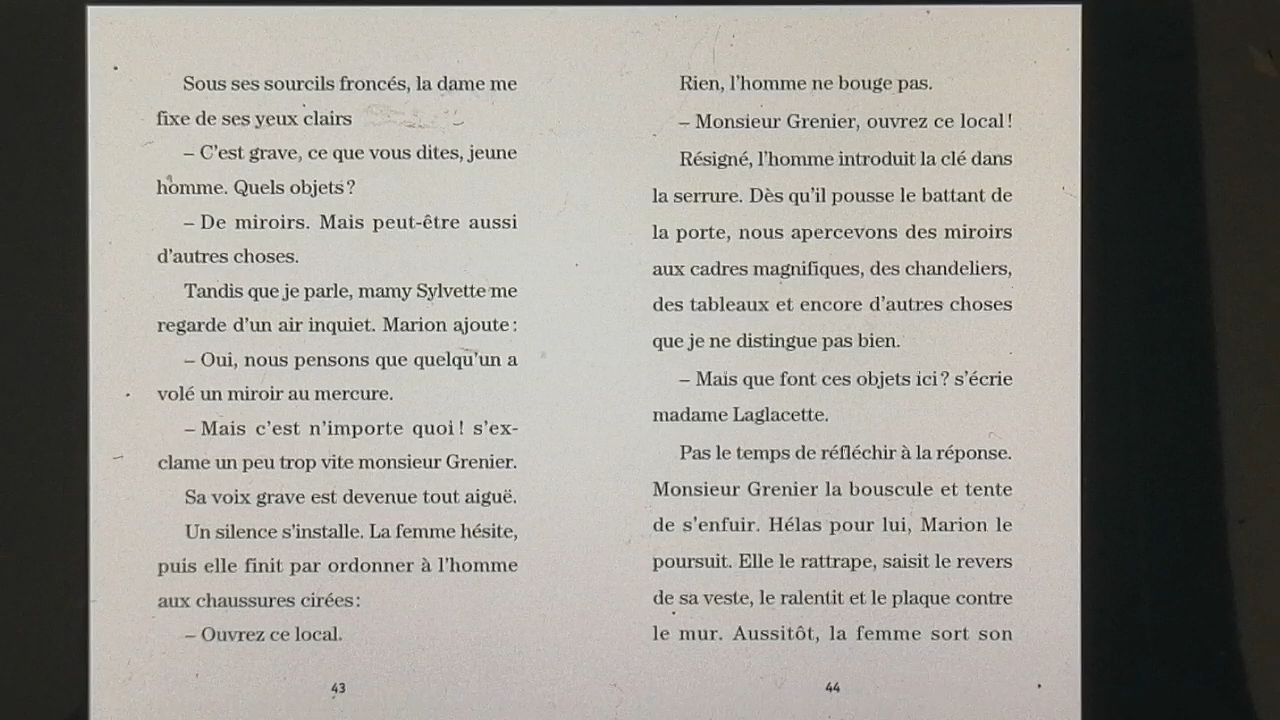 Sous ses sourcils froncés, la dame me
fixe de ses yeux clairs
– C'est grave, ce que vous dites, jeune
homme. Quels objets ?
– De miroirs. Mais peut-être aussi
d'autres choses.
Tandis que je parle, mamy Sylvette me
regarde d'un air inquiet. Marion ajoute :
– Oui, nous pensons que quelqu'un a
volé un miroir au mercure.
– Mais c'est n'importe quoi ! s'ex-
clame un peu trop vite monsieur Grenier.
Sa voix grave est devenue tout aiguë.
Un silence s'installe. La femme hésite,
puis elle finit par ordonner à l'homme
aux chaussures cirées :
– Ouvrez ce local.
43
Rien, l'homme ne bouge pas.
– Monsieur Grenier, ouvrez ce local !
Résigné, l'homme introduit la clé dans
la serrure. Dès qu'il pousse le battant de
la porte, nous apercevons des miroirs
aux cadres magnifiques, des chandeliers,
des tableaux et encore d'autres choses
que je ne distingue pas bien.
– Mais que font ces objets ici ? s'écrie
madame Laglacette.
Pas le temps de réfléchir à la réponse.
Monsieur Grenier la bouscule et tente
de s'enfuir. Hélas pour lui, Marion le
poursuit. Elle le rattrape, saisit le revers
de sa veste, le ralentit et le plaque contre
le mur. Aussitôt, la femme sort son
44